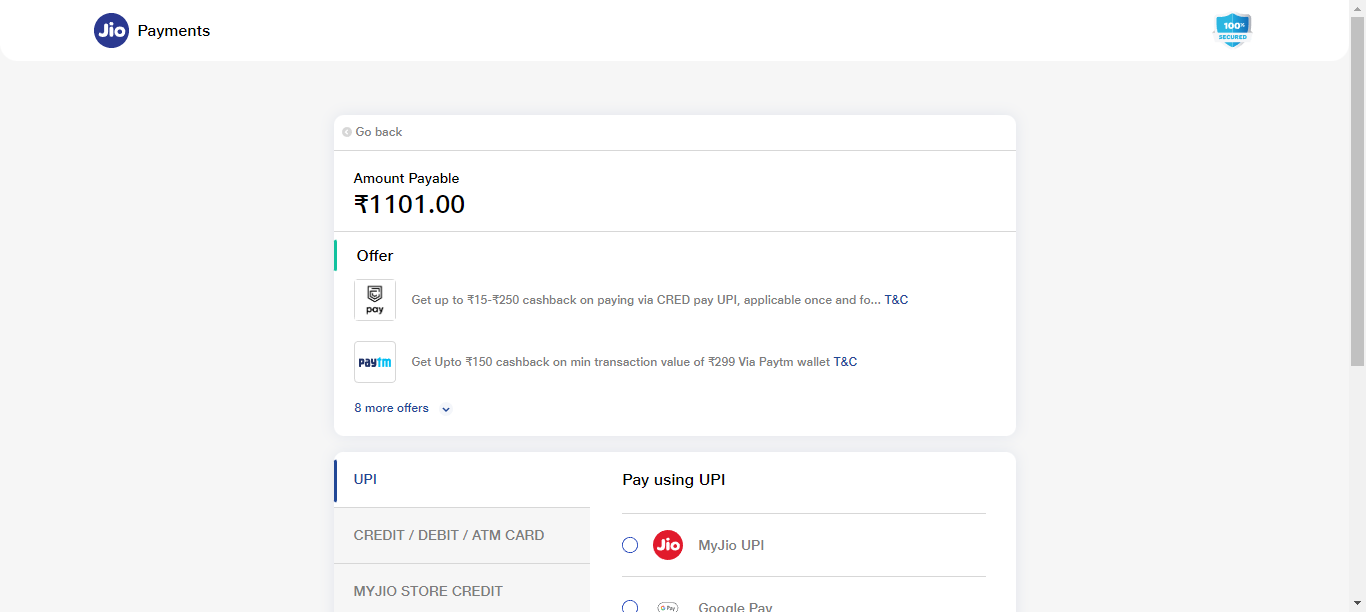 Jio Payments
100%
SECURED
Go back
Amount Payable
₹1101.00
Offer
pay
Get up to ₹15-₹250 cashback on paying via CRED pay UPI, applicable once and fo... T&C
paytm
Get Upto ₹150 cashback on min transaction value of ₹299 Via Paytm wallet T&C
8 more offers
UPI
Pay using UPI
CREDIT / DEBIT / ATM CARD
Jio MyJio UPI
MYJIO STORE CREDIT
G Pay Google Pay